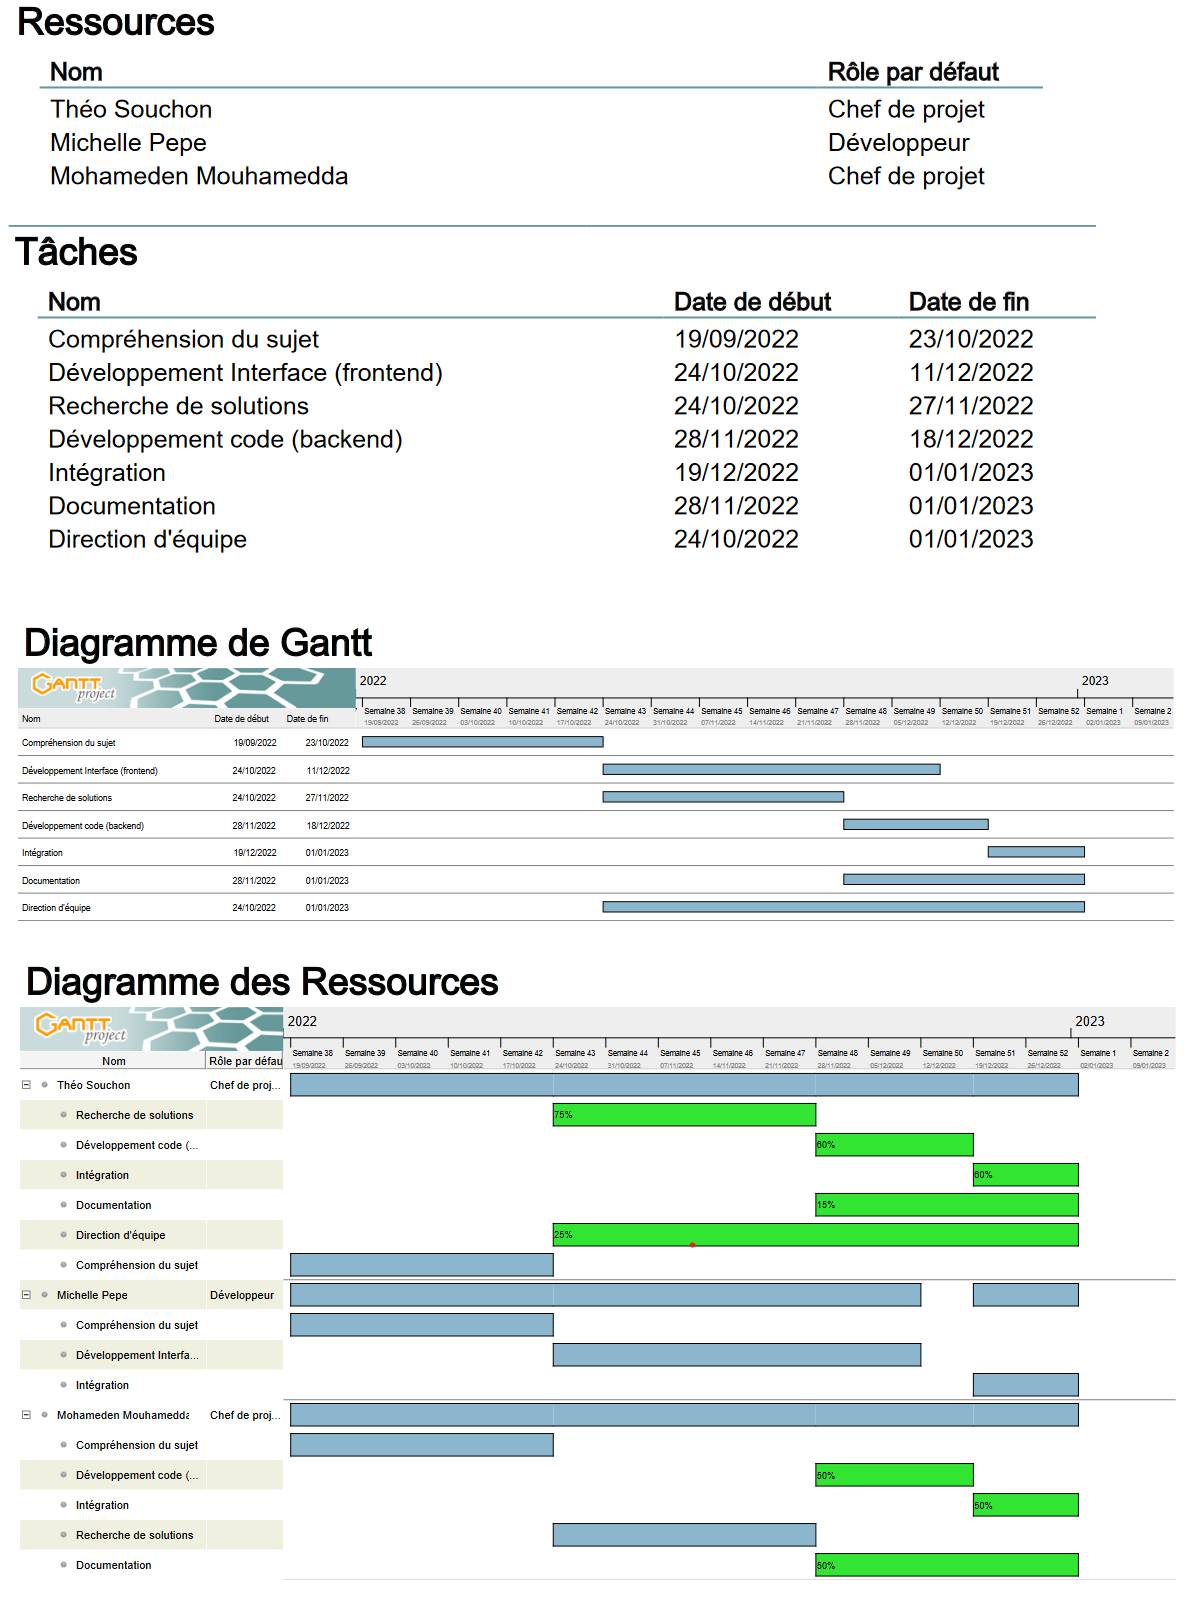 Ressources
Nom Rôle par défaut
Théo Souchon Chef de projet
Michelle Pepe Développeur
Mohameden Mouhamedda Chef de projet
Tâches
Nom Date de début Date de fin
Compréhension du sujet 19/09/2022 23/10/2022
Développement Interface (frontend) 24/10/2022 11/12/2022
Recherche de solutions 24/10/2022 27/11/2022
Développement code (backend) 28/11/2022 18/12/2022
Intégration 19/12/2022 01/01/2023
Documentation 28/11/2022 01/01/2023
Direction d'équipe 24/10/2022 01/01/2023
Diagramme de Gantt
GANTT project 2022 2023
Semaine 38 Semaine 39 Semaine 40 Semaine 41 Semaine 42 Semaine 43 Semaine 44 Semaine 45 Semaine 46 Semaine 47 Semaine 48 Semaine 49 Semaine 50 Semaine 51 Semaine 52 Semaine 1 Semaine 2
Nom Date de début Date de fin 19/09/2022 26/09/2022 03/10/2022 10/10/2022 17/10/2022 24/10/2022 31/10/2022 07/11/2022 14/11/2022 21/11/2022 28/11/2022 05/12/2022 12/12/2022 19/12/2022 26/12/2022 02/01/2023 09/01/2023
Compréhension du sujet 19/09/2022 23/10/2022
Développement Interface (frontend) 24/10/2022 11/12/2022
Recherche de solutions 24/10/2022 27/11/2022
Développement code (backend) 28/11/2022 18/12/2022
Intégration 19/12/2022 01/01/2023
Documentation 28/11/2022 01/01/2023
Direction d'équipe 24/10/2022 01/01/2023
Diagramme des Ressources
GANTT project 2022 2023
Semaine 38 Semaine 39 Semaine 40 Semaine 41 Semaine 42 Semaine 43 Semaine 44 Semaine 45 Semaine 46 Semaine 47 Semaine 48 Semaine 49 Semaine 50 Semaine 51 Semaine 52 Semaine 1 Semaine 2
Nom Rôle par défau 19/09/2022 26/09/2022 03/10/2022 10/10/2022 17/10/2022 24/10/2022 31/10/2022 07/11/2022 14/11/2022 21/11/2022 28/11/2022 05/12/2022 12/12/2022 19/12/2022 26/12/2022 02/01/2023 09/01/2023
Théo Souchon Chef de proj...
Recherche de solutions 75%
Développement code (... 60%
Intégration 60%
Documentation 15%
Direction d'équipe 25%
Compréhension du sujet
Michelle Pepe Développeur
Compréhension du sujet
Développement Interfa...
Intégration
Mohameden Mouhamedda Chef de proj...
Compréhension du sujet
Développement code (... 50%
Intégration 50%
Recherche de solutions
Documentation 50%